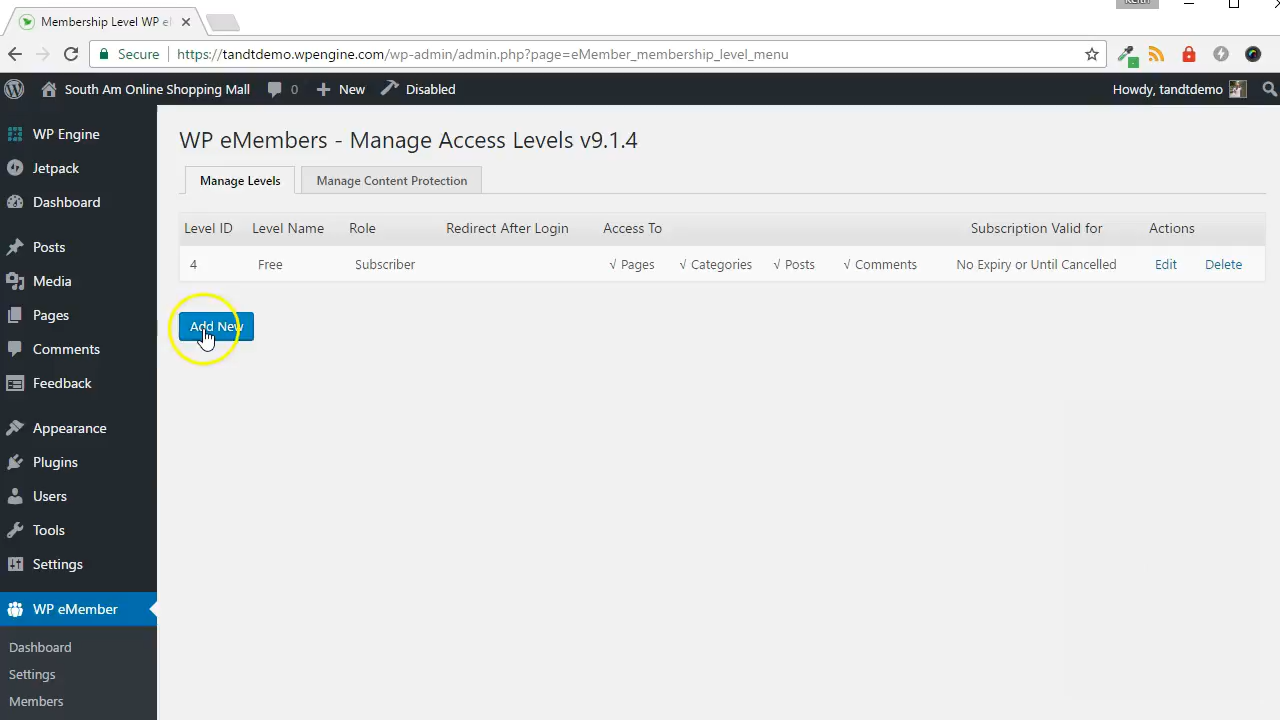 Keith
Membership Level WP e
Secure https://tandtdemo.wpengine.com/wp-admin/admin.php?page=eMember_membership_level_menu
South Am Online Shopping Mall 0 New Disabled Howdy, tandtdemo
WP Engine
Jetpack
Dashboard
Posts
Media
Pages
Comments
Feedback
Appearance
Plugins
Users
Tools
Settings
WP eMember
Dashboard
Settings
Members
WP eMembers - Manage Access Levels v9.1.4
Manage Levels Manage Content Protection
Level ID Level Name Role Redirect After Login Access To Subscription Valid for Actions
4 Free Subscriber √ Pages √ Categories √ Posts √ Comments No Expiry or Until Cancelled Edit Delete
Add New